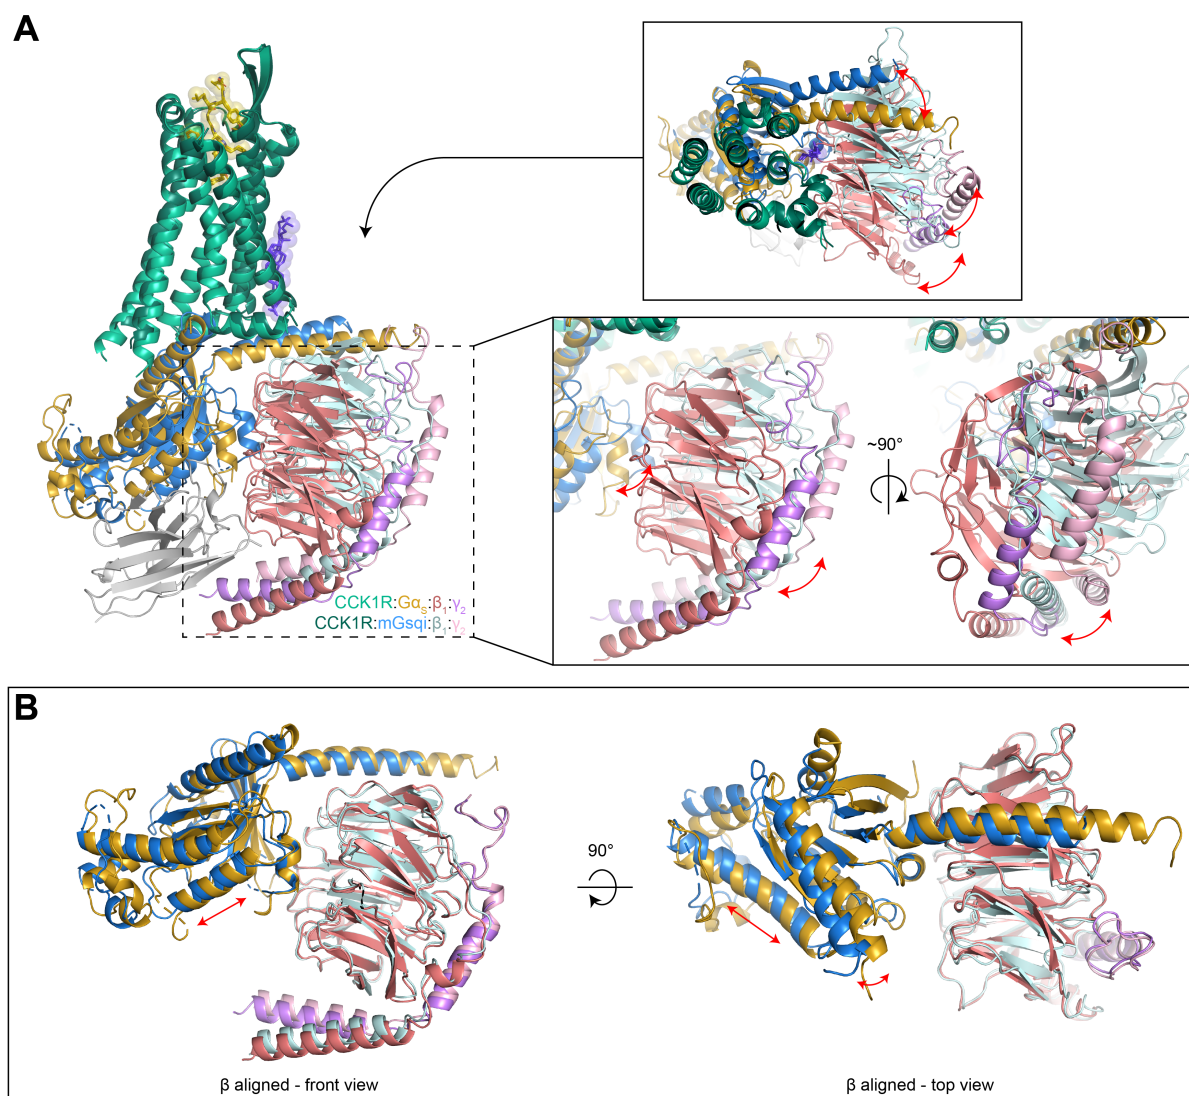 A
~90°
CCK1R:Gαs:β1:γ2
CCK1R:mGsqi:β1:γ2
B
90°
β aligned - front view
β aligned - top view